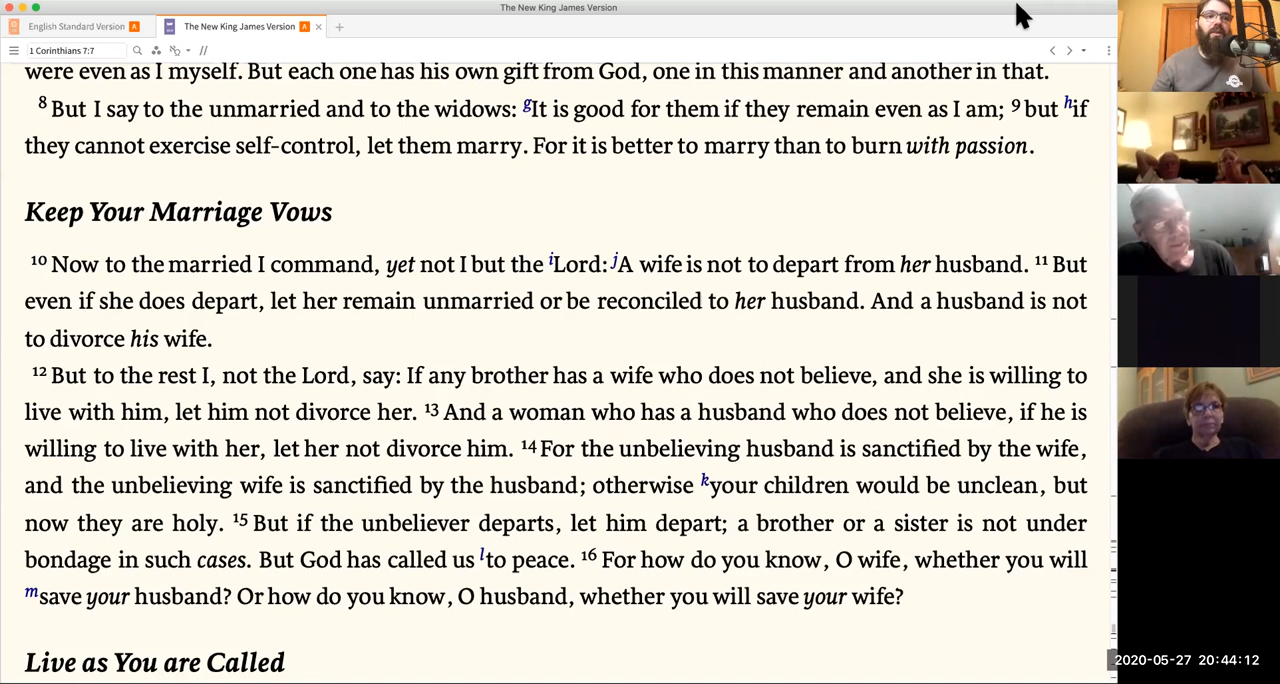 The New King James Version
English Standard Version A
The New King James Version A × +
1 Corinthians 7:7 //
were even as I myself. But each one has his own gift from God, one in this manner and another in that.
8 But I say to the unmarried and to the widows: gIt is good for them if they remain even as I am; 9 but hif
they cannot exercise self-control, let them marry. For it is better to marry than to burn with passion.
Keep Your Marriage Vows
10 Now to the married I command, yet not I but the iLord: jA wife is not to depart from her husband. 11 But
even if she does depart, let her remain unmarried or be reconciled to her husband. And a husband is not
to divorce his wife.
12 But to the rest I, not the Lord, say: If any brother has a wife who does not believe, and she is willing to
live with him, let him not divorce her. 13 And a woman who has a husband who does not believe, if he is
willing to live with her, let her not divorce him. 14 For the unbelieving husband is sanctified by the wife,
and the unbelieving wife is sanctified by the husband; otherwise kyour children would be unclean, but
now they are holy. 15 But if the unbeliever departs, let him depart; a brother or a sister is not under
bondage in such cases. But God has called us lto peace. 16 For how do you know, O wife, whether you will
msave your husband? Or how do you know, O husband, whether you will save your wife?
Live as You are Called
2020-05-27 20:44:12